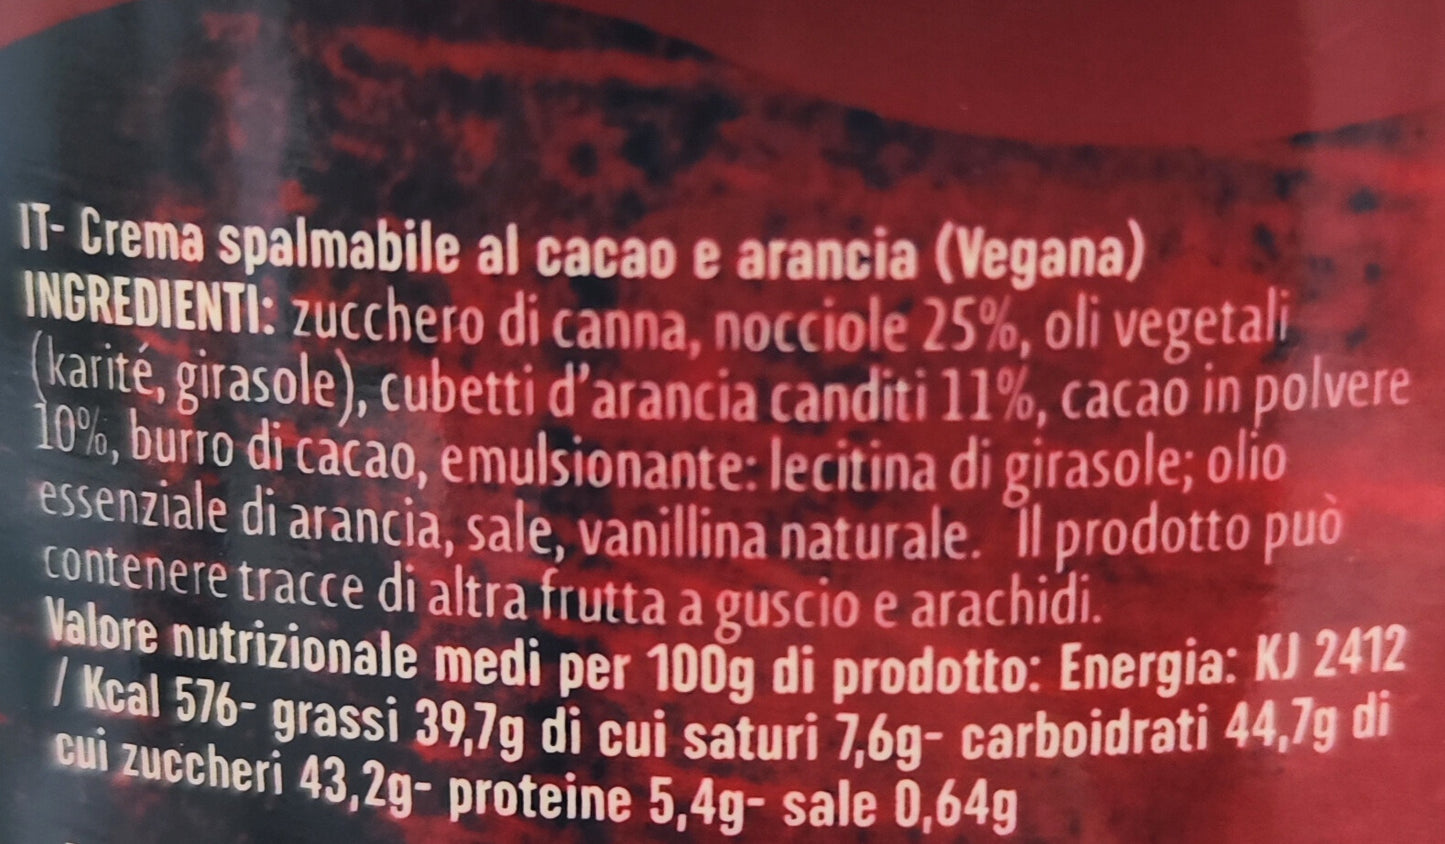 IT- Crema spalmabile al cacao e arancia (Vegana)
INGREDIENTI: zucchero di canna, nocciole 25%, oli vegetali
(karité, girasole), cubetti d'arancia canditi 11%, cacao in polvere
10%, burro di cacao, emulsionante: lecitina di girasole; olio
essenziale di arancia, sale, vanillina naturale. Il prodotto può
contenere tracce di altra frutta a guscio e arachidi.
Valore nutrizionale medi per 100g di prodotto: Energia: KJ 2412
/ Kcal 576- grassi 39,7g di cui saturi 7,6g- carboidrati 44,7g di
cui zuccheri 43,2g- proteine 5,4g- sale 0,64g